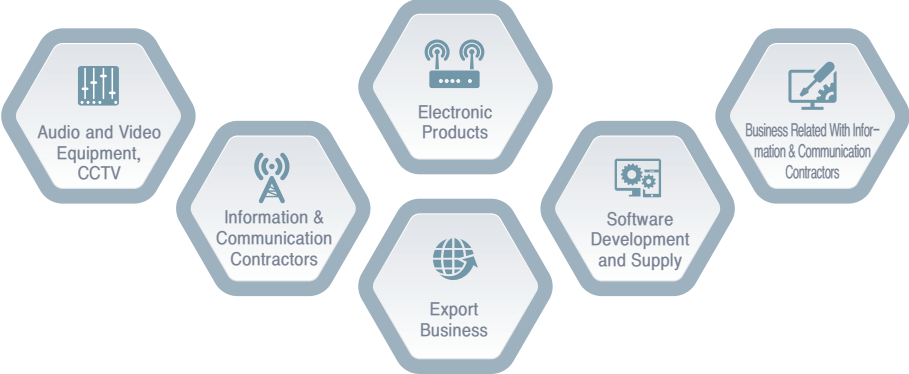 Audio and Video
Equipment,
CCTV
Information &
Communication
Contractors
Electronic
Products
Export
Business
Software
Development
and Supply
Business Related With Infor-
mation & Communication
Contractors